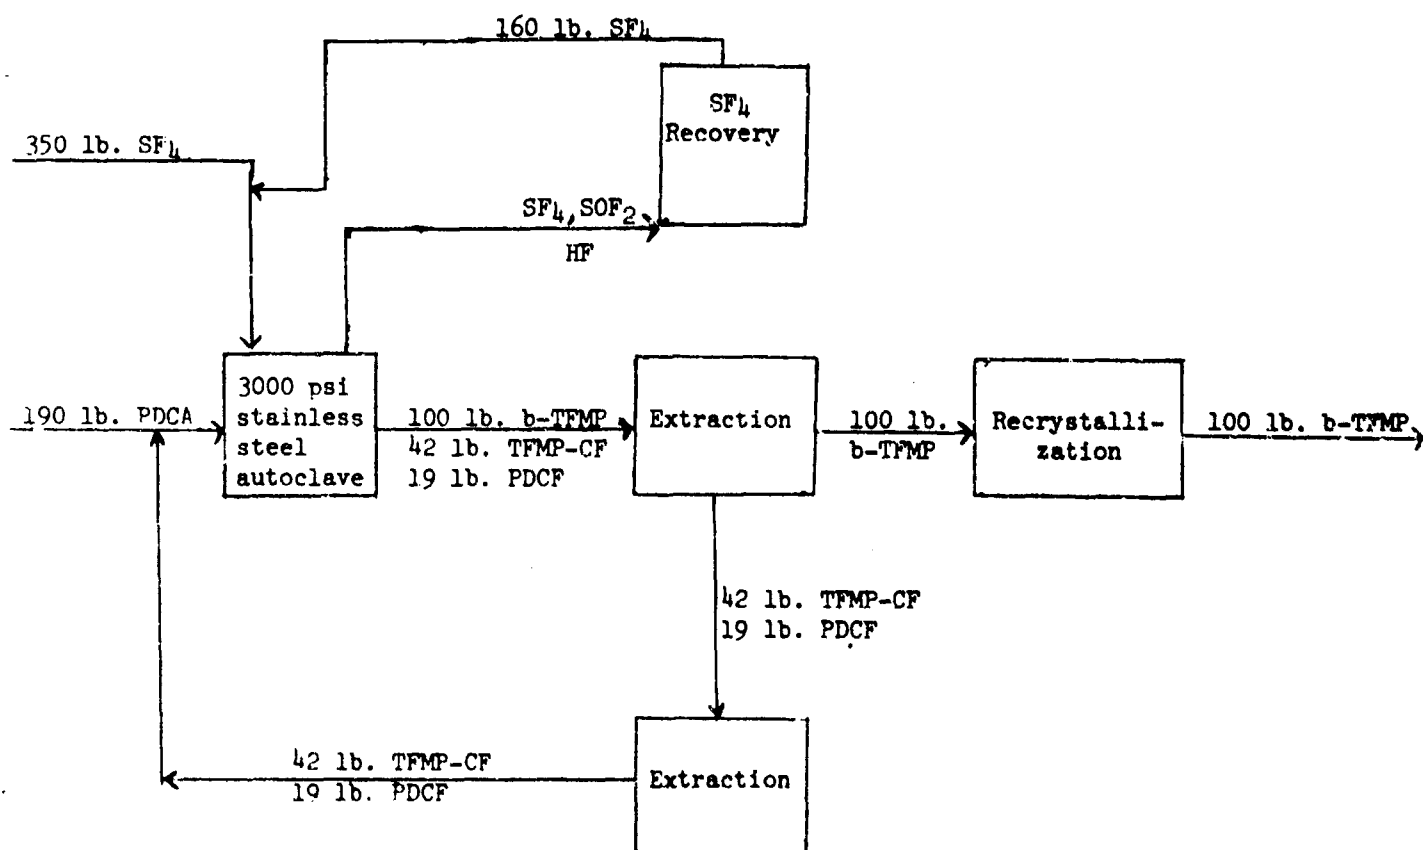 160 lb. SF4
SF4
Recovery
350 lb. SF4
SF4, SOF2
HF
3000 psi
stainless
steel
autoclave
190 lb. PDCA
100 lb. b-TFMP
42 lb. TFMP-CF
19 lb. PDCF
Extraction
100 lb.
b-TFMP
Recrystalli-
zation
100 lb. b-TFMP
42 lb. TFMP-CF
19 lb. PDCF
42 lb. TFMP-CF
19 lb. PDCF
Extraction